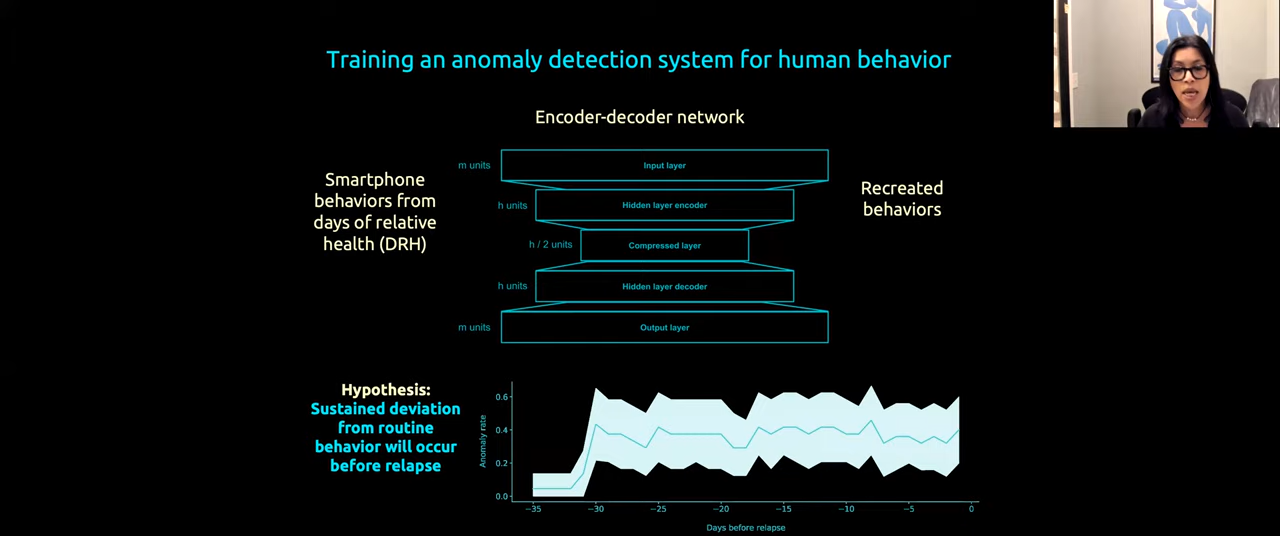 Training an anomaly detection system for human behavior
Encoder-decoder network
Smartphone
behaviors from
days of relative
health (DRH)
m units
Input layer
h units
Hidden layer encoder
h / 2 units
Compressed layer
h units
Hidden layer decoder
m units
Output layer
Recreated
behaviors
Hypothesis:
Sustained deviation
from routine
behavior will occur
before relapse
Anomaly rate
0.6
0.4
0.2
0.0
−35
−30
−25
−20
−15
−10
−5
0
Days before relapse